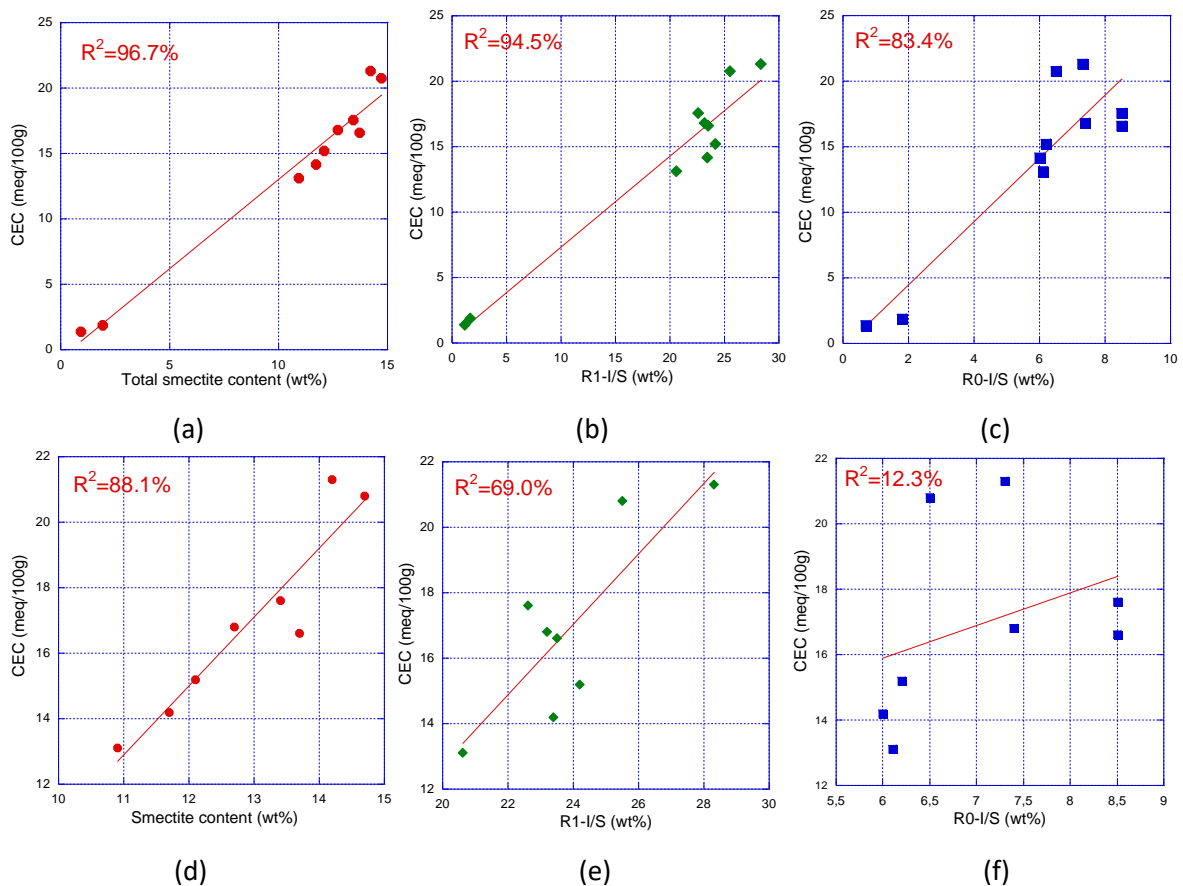 R²=96.7%
25
20
15
10
5
0
CEC (meq/100g)
0 5 10 15
Total smectite content (wt%)
(a)
R²=94.5%
25
20
15
10
5
0
CEC (meq/100g)
0 5 10 15 20 25 30
R1-I/S (wt%)
(b)
R²=83.4%
25
20
15
10
5
0
CEC (meq/100g)
0 2 4 6 8 10
R0-I/S (wt%)
(c)
R²=88.1%
22
20
18
16
14
12
CEC (meq/100g)
10 11 12 13 14 15
Smectite content (wt%)
(d)
R²=69.0%
22
20
18
16
14
12
CEC (meq/100g)
20 22 24 26 28 30
R1-I/S (wt%)
(e)
R²=12.3%
22
20
18
16
14
12
CEC (meq/100g)
5,5 6 6,5 7 7,5 8 8,5 9
R0-I/S (wt%)
(f)